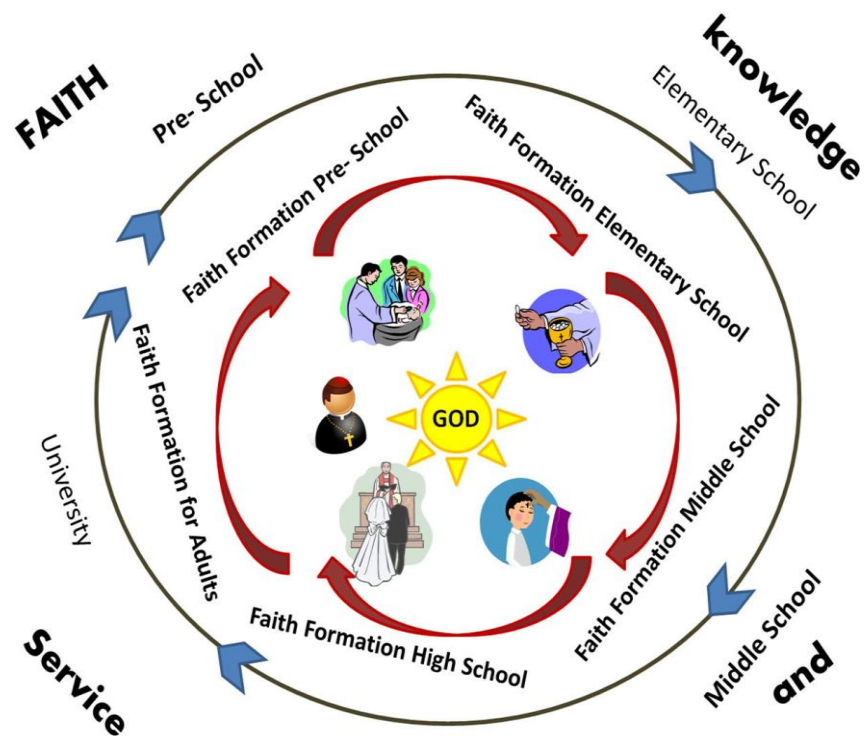 FAITH
knowledge
and
Service
Pre- School
Elementary School
Middle School
University
Faith Formation Pre- School
Faith Formation Elementary School
Faith Formation Middle School
Faith Formation High School
Faith Formation for Adults
GOD